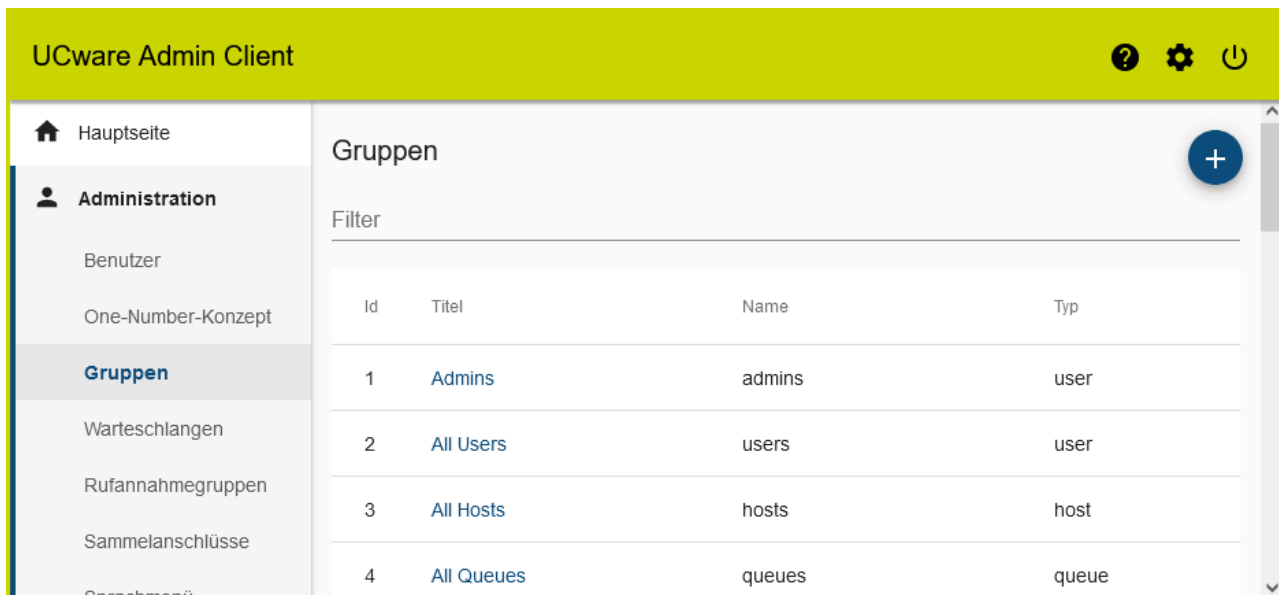 UCware Admin Client
Hauptseite
Administration
Benutzer
One-Number-Konzept
Gruppen
Warteschlangen
Rufannahmegruppen
Sammelanschlüsse
Gruppen
Filter
Id Titel Name Typ
1 Admins admins user
2 All Users users user
3 All Hosts hosts host
4 All Queues queues queue